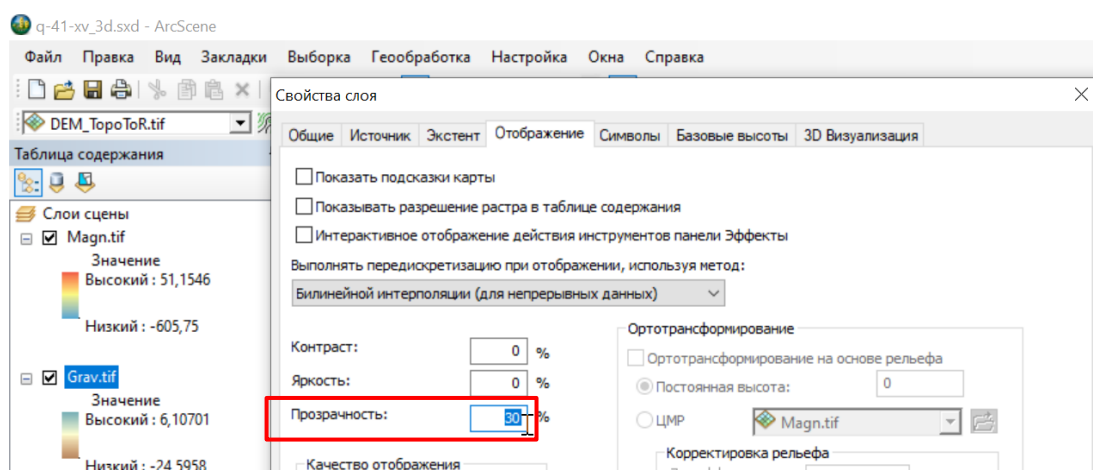 q-41-xv_3d.sxd - ArcScene
Файл Правка Вид Закладки Выборка Геообработка Настройка Окна Справка
Свойства слоя
DEM_TopoToR.tif
Общие Источник Экстент Отображение Символы Базовые высоты 3D Визуализация
Таблица содержания
Показать подсказки карты
Показывать разрешение растра в таблице содержания
Интерактивное отображение действия инструментов панели Эффекты
Выполнять передискретизацию при отображении, используя метод:
Билинейной интерполяции (для непрерывных данных)
Слои сцены
Magn.tif
Значение
Высокий : 51,1546
Низкий : -605,75
Grav.tif
Значение
Высокий : 6,10701
Низкий : -24,5958
Контраст: 0 %
Яркость: 0 %
Прозрачность: 30 %
Качество отображения
Ортотрансформирование
Ортотрансформирование на основе рельефа
Постоянная высота: 0
ЦМР Magn.tif
Корректировка рельефа